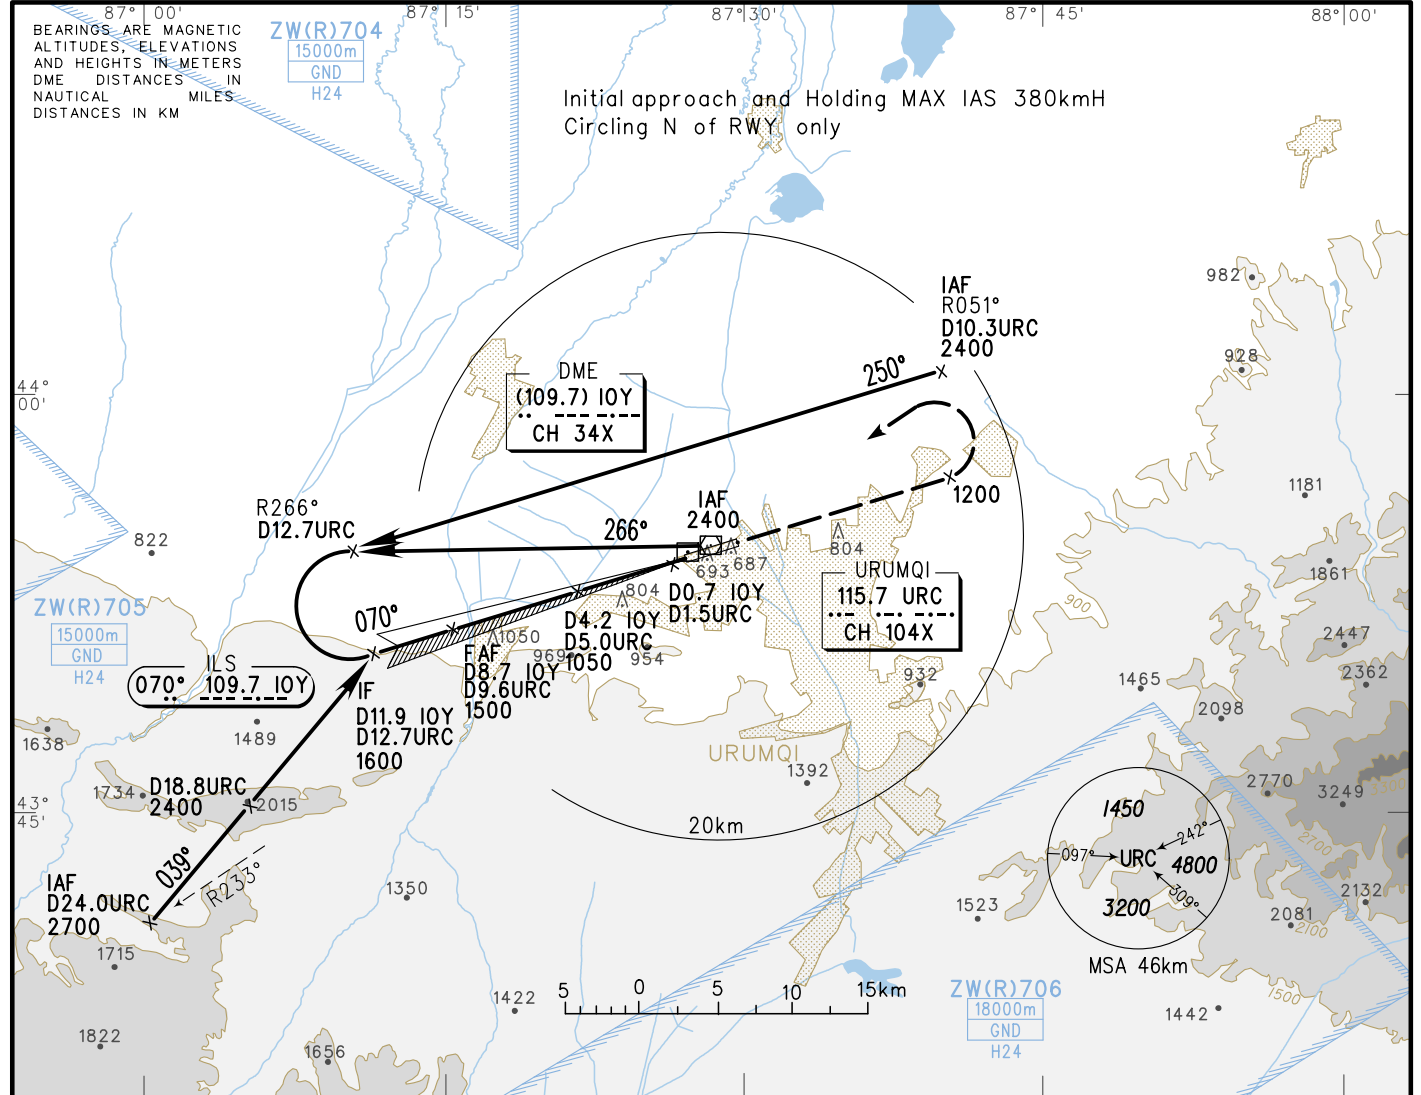 87° 00'
87° 15'
87° 30'
87° 45'
88° 00'
BEARINGS ARE MAGNETIC
ALTITUDES, ELEVATIONS
AND HEIGHTS IN METERS
DME DISTANCES IN
NAUTICAL MILES
DISTANCES IN KM
ZW(R)704
15000m
GND
H24
Initial approach and Holding MAX IAS 380kmH
Circling N of RWY only
982
928
IAF
R051°
D10.3URC
2400
250°
44°
00'
DME
(109.7) IOY
CH 34X
1200
1181
R266°
D12.7URC
266°
IAF
2400
822
693
687
804
1861
URUMQI
115.7 URC
CH 104X
900
ZW(R)705
15000m
GND
H24
070°
804
D0.7 IOY
D1.5URC
D4.2 IOY
D5.0URC
1050
1050
969
954
2447
2362
932
1465
2098
ILS
070° 109.7 IOY
FAF
D8.7 IOY
D9.6URC
1500
IF
D11.9 IOY
D12.7URC
1600
1638
1489
URUMQI
1392
1734
D18.8URC
2400
2015
2770
3249
3300
43°
45'
20km
1450
242°
097°
URC
4800
309°
3200
MSA 46km
2700
039°
R233°
IAF
D24.0URC
2700
1350
1523
2132
2081
2100
1715
5 0 5 10 15km
1422
ZW(R)706
18000m
GND
H24
1442
1500
1822
1656